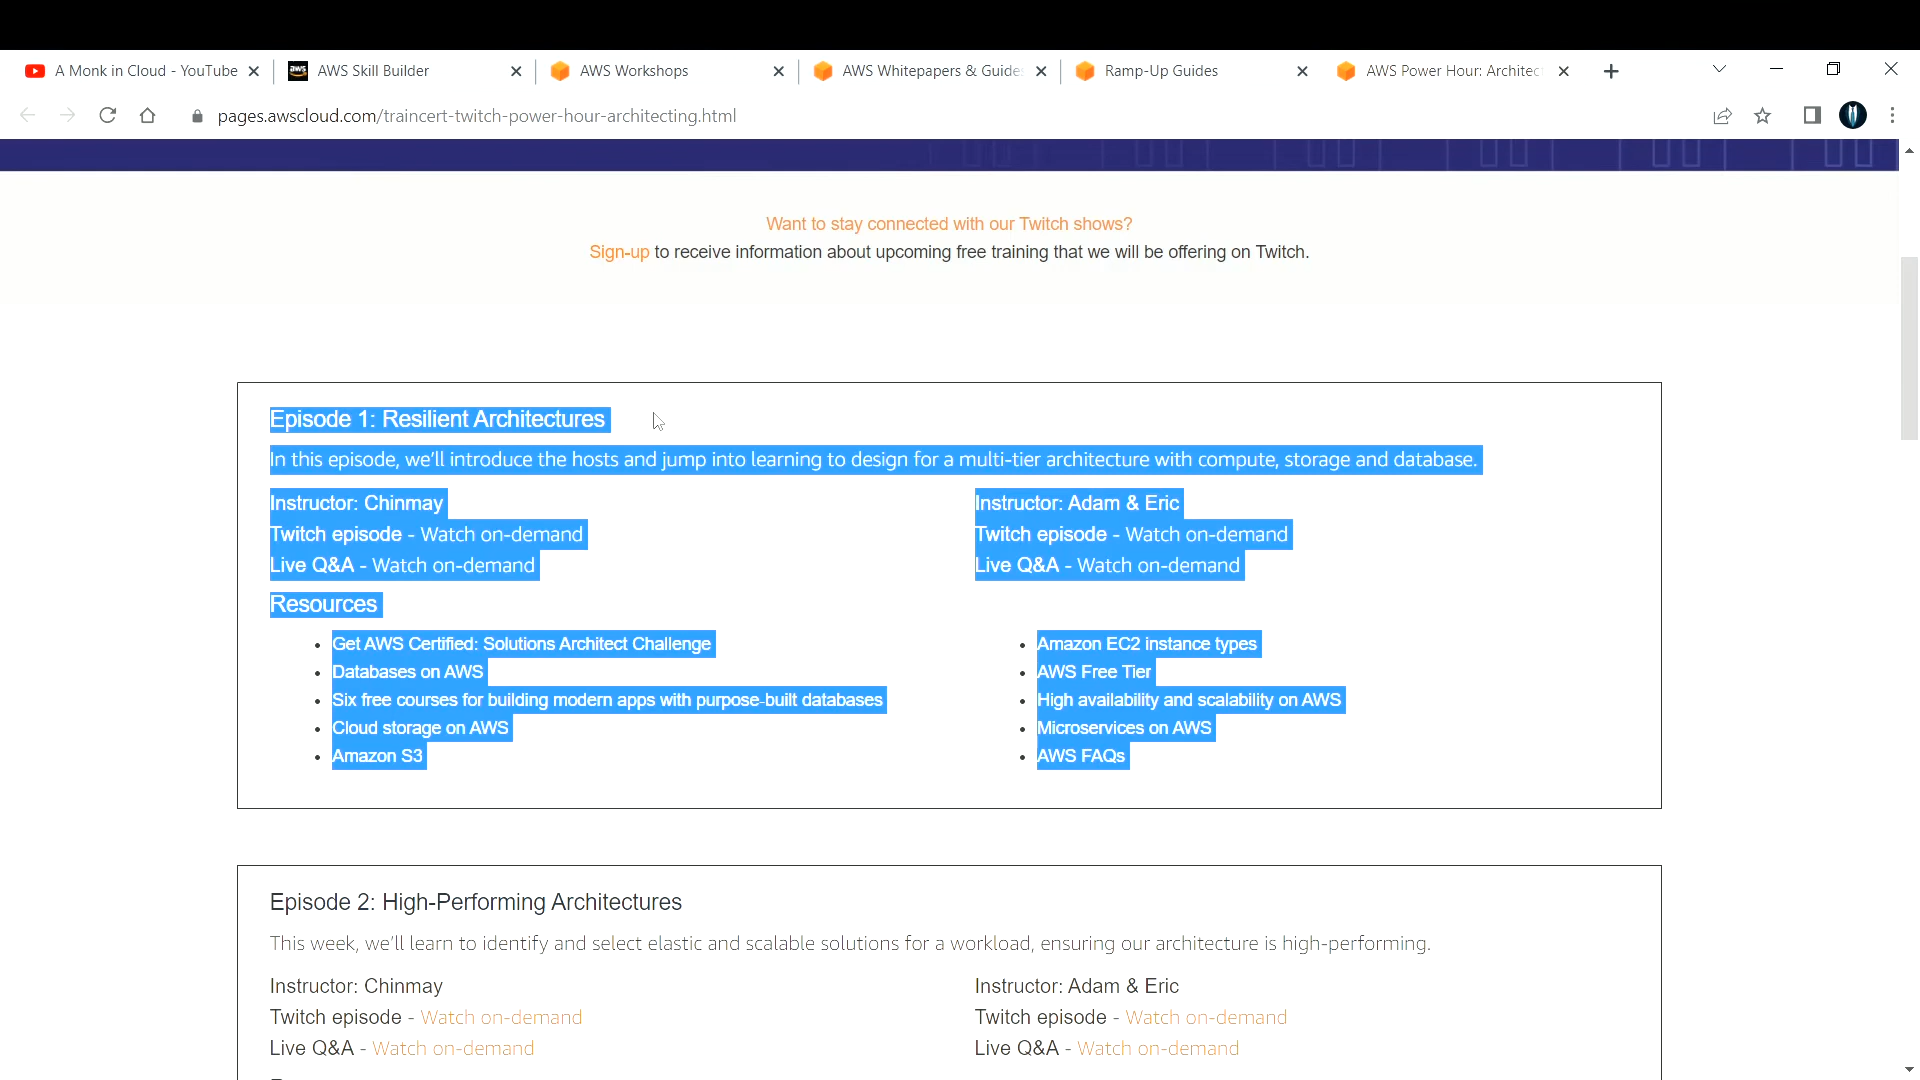 A Monk in Cloud - YouTube
AWS Skill Builder
AWS Workshops
AWS Whitepapers & Guide
Ramp-Up Guides
AWS Power Hour: Architec
pages.awscloud.com/traincert-twitch-power-hour-architecting.html
Want to stay connected with our Twitch shows?
Sign-up to receive information about upcoming free training that we will be offering on Twitch.
Episode 1: Resilient Architectures
In this episode, we'll introduce the hosts and jump into learning to design for a multi-tier architecture with compute, storage and database.
Instructor: Chinmay
Twitch episode - Watch on-demand
Live Q&A - Watch on-demand
Instructor: Adam & Eric
Twitch episode - Watch on-demand
Live Q&A - Watch on-demand
Resources
Get AWS Certified: Solutions Architect Challenge
Databases on AWS
Six free courses for building modern apps with purpose-built databases
Cloud storage on AWS
Amazon S3
Amazon EC2 instance types
AWS Free Tier
High availability and scalability on AWS
Microservices on AWS
AWS FAQs
Episode 2: High-Performing Architectures
This week, we'll learn to identify and select elastic and scalable solutions for a workload, ensuring our architecture is high-performing.
Instructor: Chinmay
Twitch episode - Watch on-demand
Live Q&A - Watch on-demand
Instructor: Adam & Eric
Twitch episode - Watch on-demand
Live Q&A - Watch on-demand